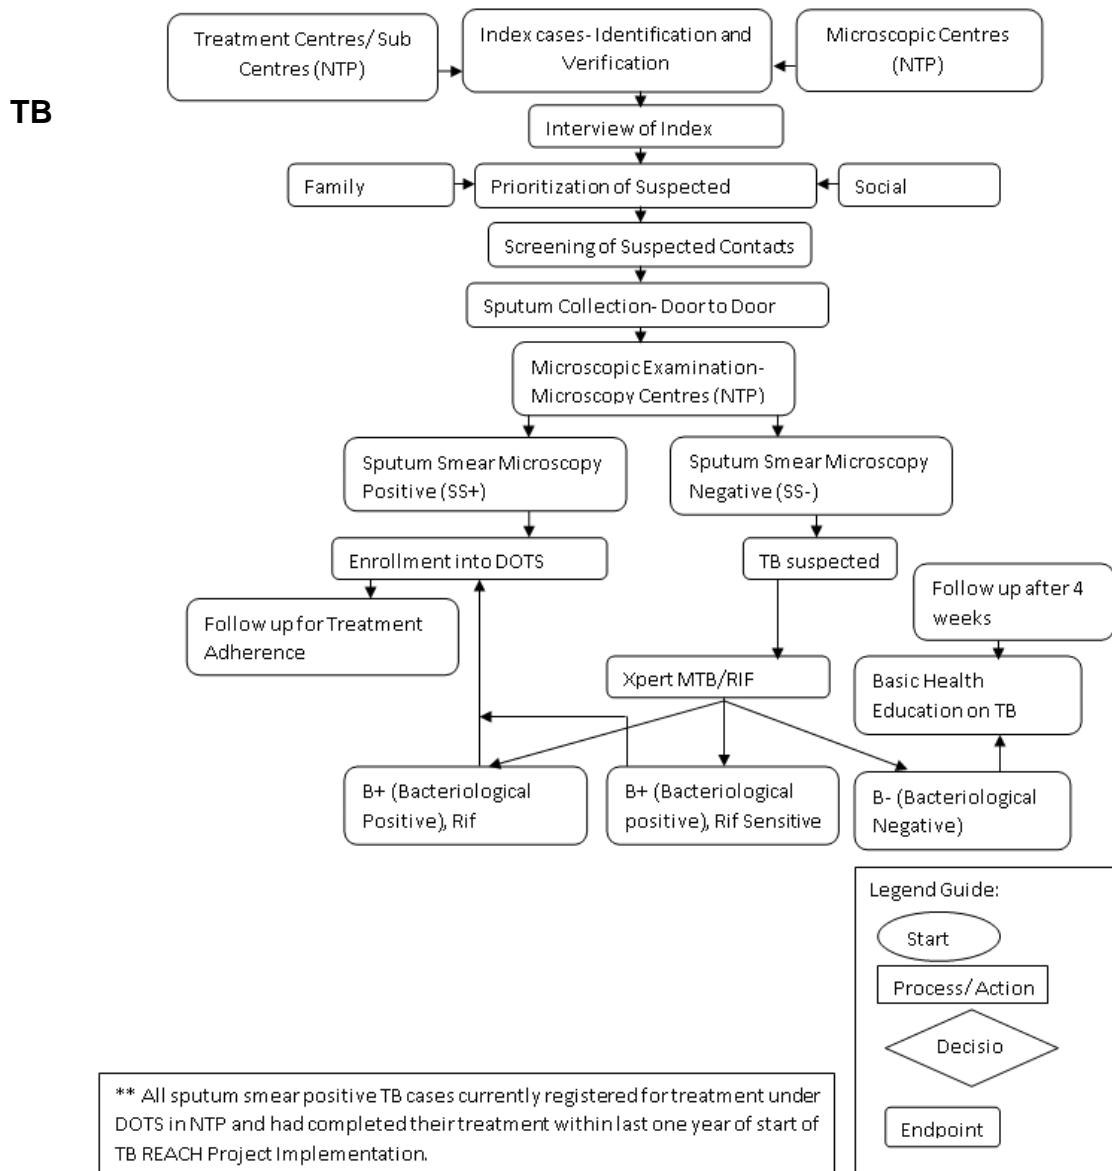 Treatment Centres/ Sub
Centres (NTP)
Index cases- Identification and
Verification
Microscopic Centres
(NTP)
TB
Interview of Index
Family
Prioritization of Suspected
Social
Screening of Suspected Contacts
Sputum Collection- Door to Door
Microscopic Examination-
Microscopy Centres (NTP)
Sputum Smear Microscopy
Positive (SS+)
Sputum Smear Microscopy
Negative (SS-)
Enrollment into DOTS
TB suspected
Follow up after 4
weeks
Follow up for Treatment
Adherence
Xpert MTB/RIF
Basic Health
Education on TB
B+ (Bacteriological
Positive), Rif
B+ (Bacteriological
positive), Rif Sensitive
B- (Bacteriological
Negative)
Legend Guide:
Start
Process/Action
Decisio
Endpoint
** All sputum smear positive TB cases currently registered for treatment under
DOTS in NTP and had completed their treatment within last one year of start of
TB REACH Project Implementation.